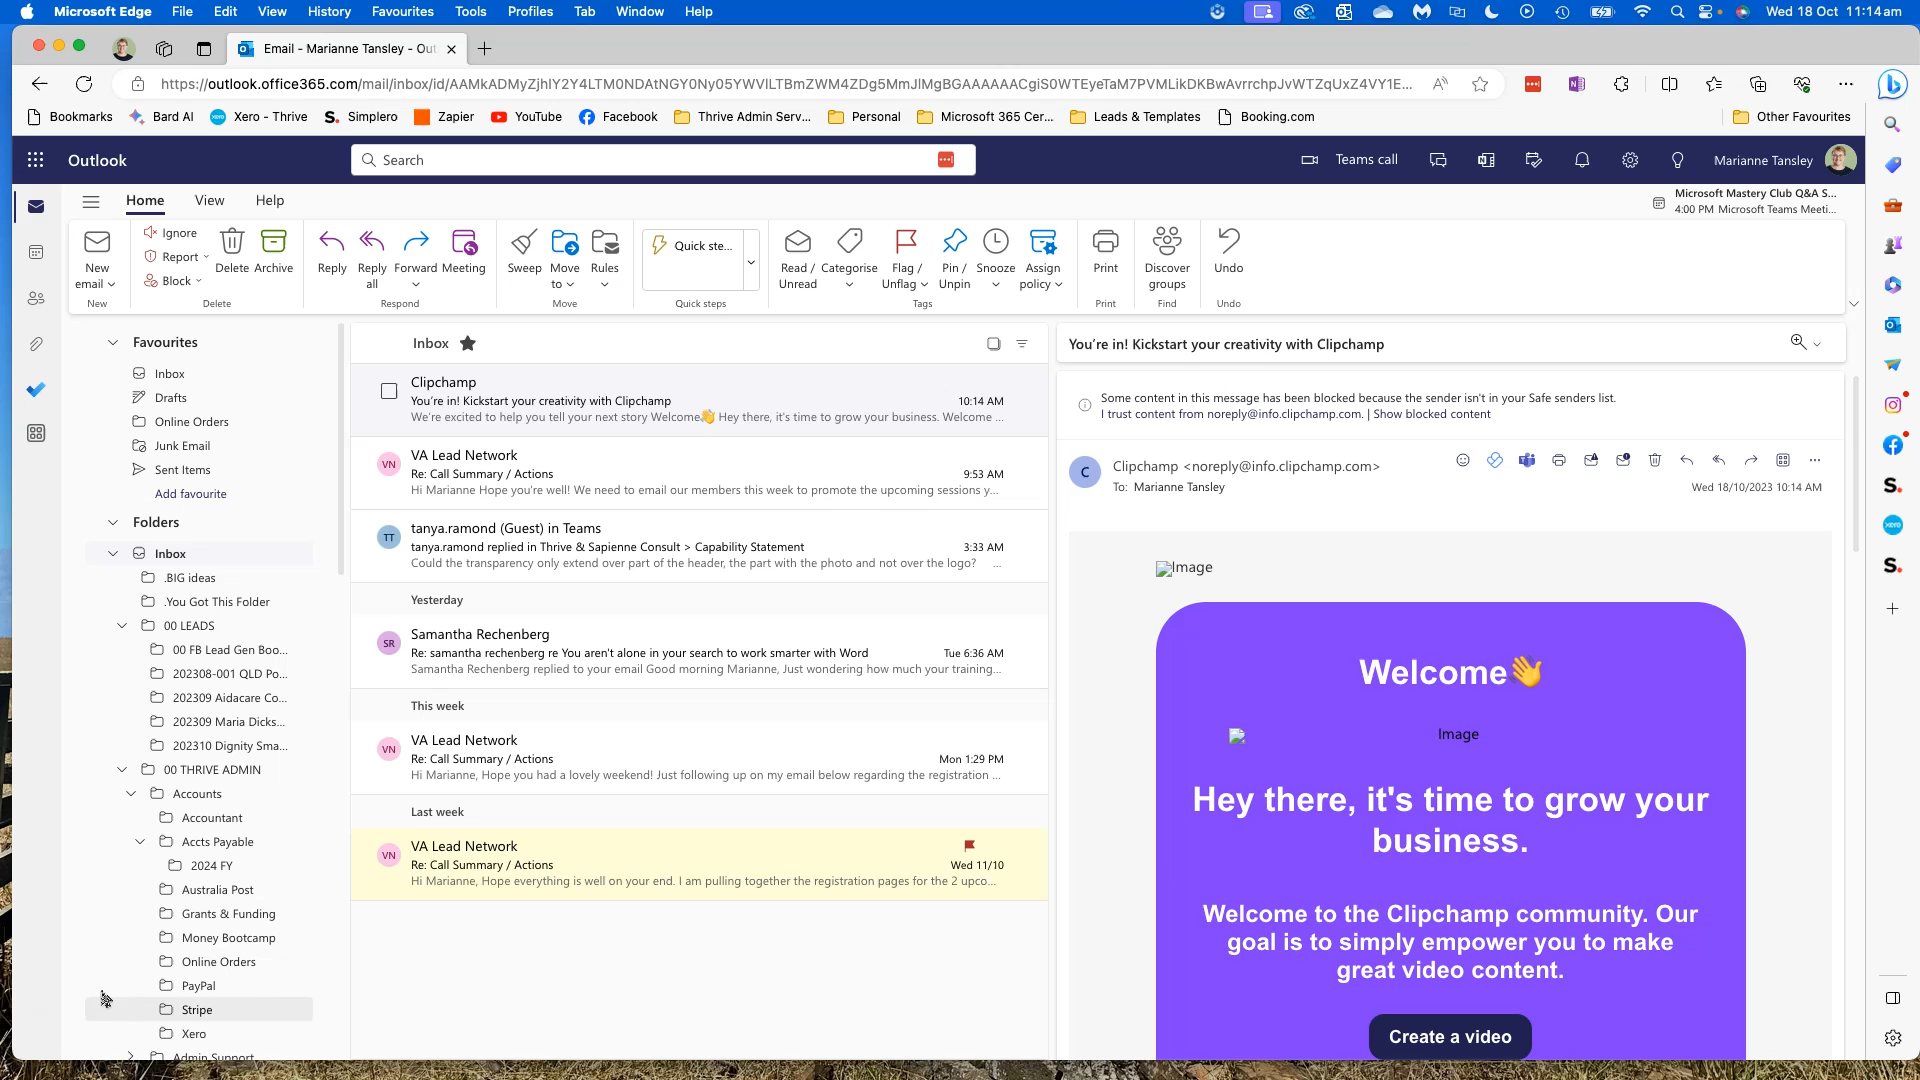 Microsoft Edge File Edit View History Favourites Tools Profiles Tab Window Help Wed 18 Oct 11:14 am
Email - Marianne Tansley - Out
https://outlook.office365.com/mail/inbox/id/
Bookmarks Bard AI Xero - Thrive Simplero Zapier YouTube Facebook Thrive Admin Serv... Personal Microsoft 365 Cer... Leads & Templates Booking.com Other Favourites
Outlook Search Teams call Marianne Tansley
Home View Help
Microsoft Mastery Club Q&A S...
4:00 PM Microsoft Teams Meeti...
New email
New
Ignore
Report
Block
Delete Archive
Delete
Reply Reply all Forward Meeting
Respond
Sweep Move to Rules
Move
Quick ste...
Quick steps
Read / Unread Categorise Flag / Unflag Pin / Unpin Snooze Assign policy
Tags
Print
Print
Discover groups
Find
Undo
Undo
Favourites
Inbox
Drafts
Online Orders
Junk Email
Sent Items
Add favourite
Folders
Inbox
.BIG ideas
.You Got This Folder
00 LEADS
00 FB Lead Gen Boo...
202308-001 QLD Po...
202309 Aidacare Co...
202309 Maria Dicks...
202310 Dignity Sma...
00 THRIVE ADMIN
Accounts
Accountant
Accts Payable
2024 FY
Australia Post
Grants & Funding
Money Bootcamp
Online Orders
PayPal
Stripe
Xero
Admin Support
Inbox
Clipchamp
You're in! Kickstart your creativity with Clipchamp 10:14 AM
We're excited to help you tell your next story Welcome👋 Hey there, it's time to grow your business. Welcome ...
VN
VA Lead Network
Re: Call Summary / Actions 9:53 AM
Hi Marianne Hope you're well! We need to email our members this week to promote the upcoming sessions y...
TT
tanya.ramond (Guest) in Teams
tanya.ramond replied in Thrive & Sapienne Consult > Capability Statement 3:33 AM
Could the transparency only extend over part of the header, the part with the photo and not over the logo? ...
Yesterday
SR
Samantha Rechenberg
Re: samantha rechenberg re You aren't alone in your search to work smarter with Word Tue 6:36 AM
Samantha Rechenberg replied to your email Good morning Marianne, Just wondering how much your training...
This week
VN
VA Lead Network
Re: Call Summary / Actions Mon 1:29 PM
Hi Marianne, Hope you had a lovely weekend! Just following up on my email below regarding the registration ...
Last week
VN
VA Lead Network
Re: Call Summary / Actions Wed 11/10
Hi Marianne, Hope everything is well on your end. I am pulling together the registration pages for the 2 upco...
You're in! Kickstart your creativity with Clipchamp
Some content in this message has been blocked because the sender isn't in your Safe senders list.
I trust content from noreply@info.clipchamp.com. | Show blocked content
C
Clipchamp <noreply@info.clipchamp.com>
To: Marianne Tansley
Wed 18/10/2023 10:14 AM
Image
Welcome👋
Image
Hey there, it's time to grow your
business.
Welcome to the Clipchamp community. Our
goal is to simply empower you to make
great video content.
Create a video